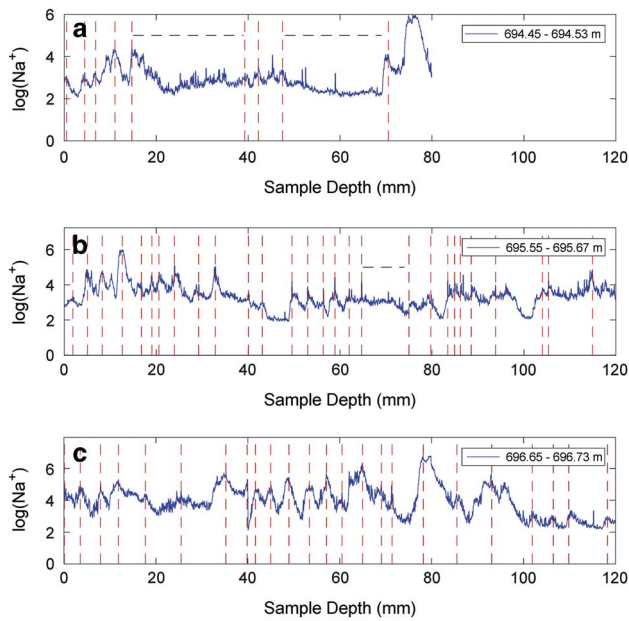 a
694.45 - 694.53 m
log(Na+)
6
4
2
0
0 20 40 60 80 100 120
Sample Depth (mm)
b
695.55 - 695.67 m
log(Na+)
6
4
2
0
0 20 40 60 80 100 120
Sample Depth (mm)
c
696.65 - 696.73 m
log(Na+)
6
4
2
0
0 20 40 60 80 100 120
Sample Depth (mm)